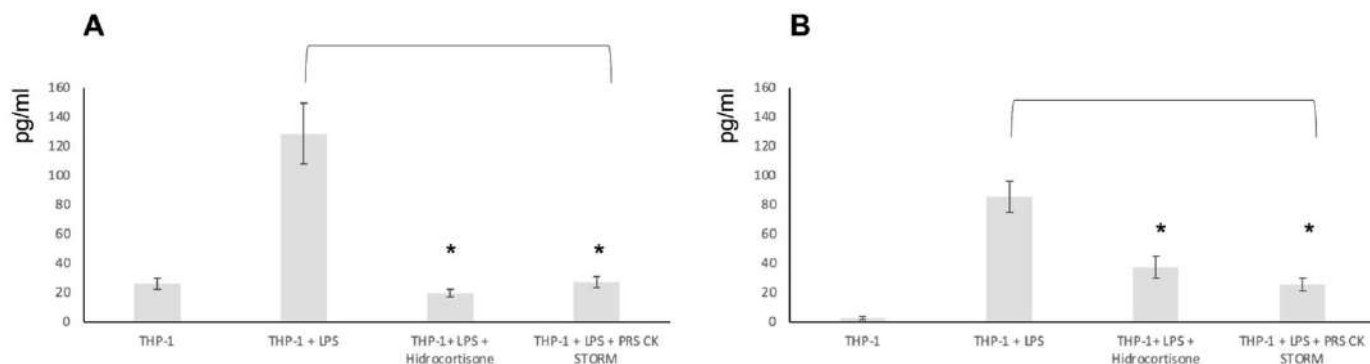 A
pg/ml
160
140
120
100
80
60
40
20
0
*
*
THP-1
THP-1 + LPS
THP-1+ LPS +
Hidrocortisone
THP-1 + LPS + PRS CK
STORM
B
pg/ml
160
140
120
100
80
60
40
20
0
*
*
THP-1
THP-1 + LPS
THP-1+ LPS +
Hidrocortisone
THP-1 + LPS + PRS CK
STORM